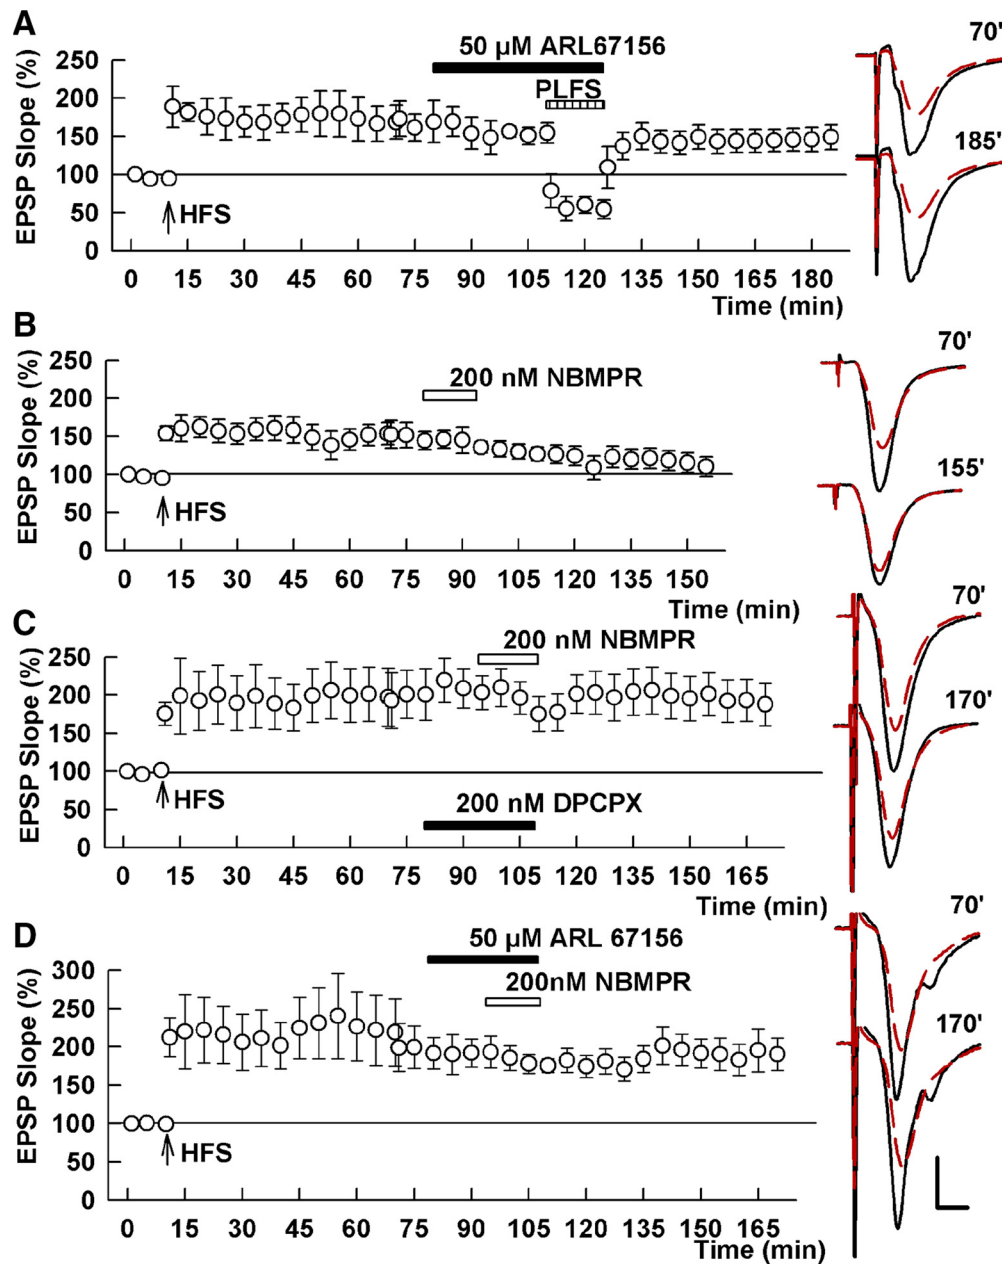 A
50 µM ARL67156
PLFS
HFS
EPSP Slope (%)
250
200
150
100
50
0
0 15 30 45 60 75 90 105 120 135 150 165 180
Time (min)
70'
185'
B
200 nM NBMPR
HFS
EPSP Slope (%)
250
200
150
100
50
0
0 15 30 45 60 75 90 105 120 135 150
Time (min)
70'
155'
C
200 nM NBMPR
HFS
200 nM DPCPX
EPSP Slope (%)
250
200
150
100
50
0
0 15 30 45 60 75 90 105 120 135 165
Time (min)
70'
170'
D
50 µM ARL 67156
200nM NBMPR
HFS
EPSP Slope (%)
300
250
200
150
100
50
0
0 15 30 45 60 75 90 105 120 135 150 165
Time (min)
70'
170'